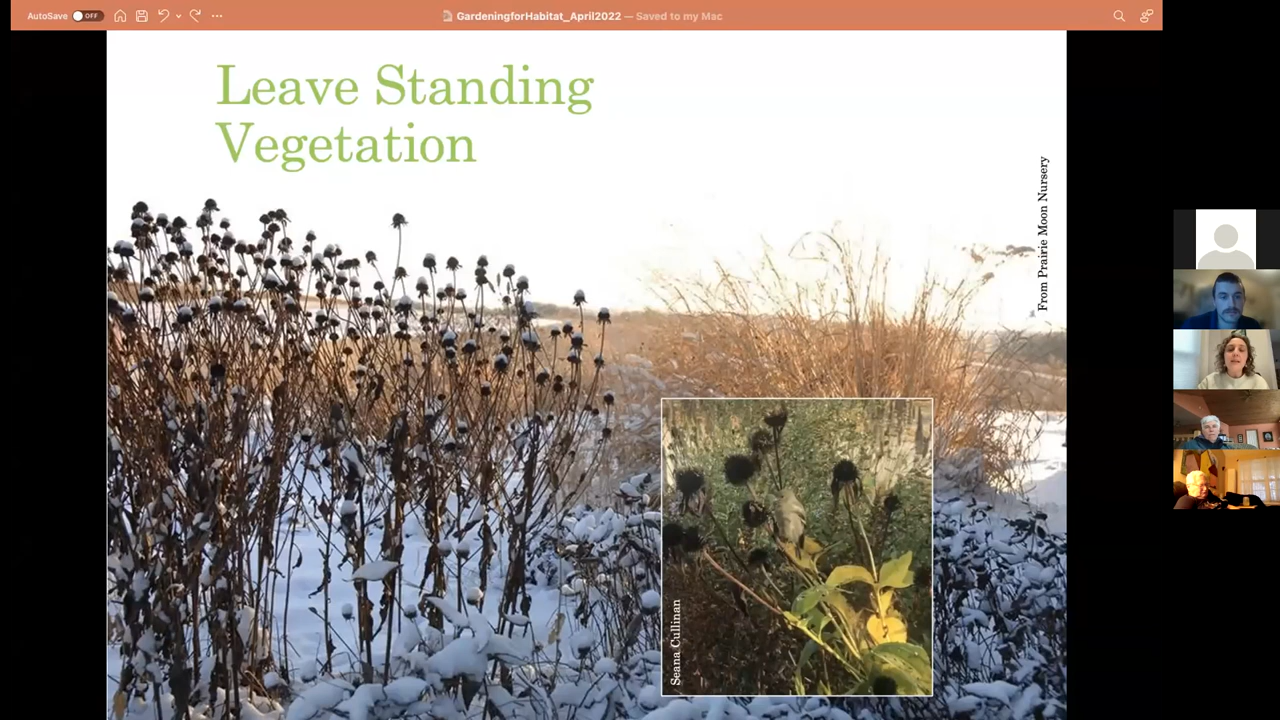 AutoSave OFF
GardeningforHabitat_April2022 — Saved to my Mac
Leave Standing
Vegetation
From Prairie Moon Nursery
Seana Cullinan